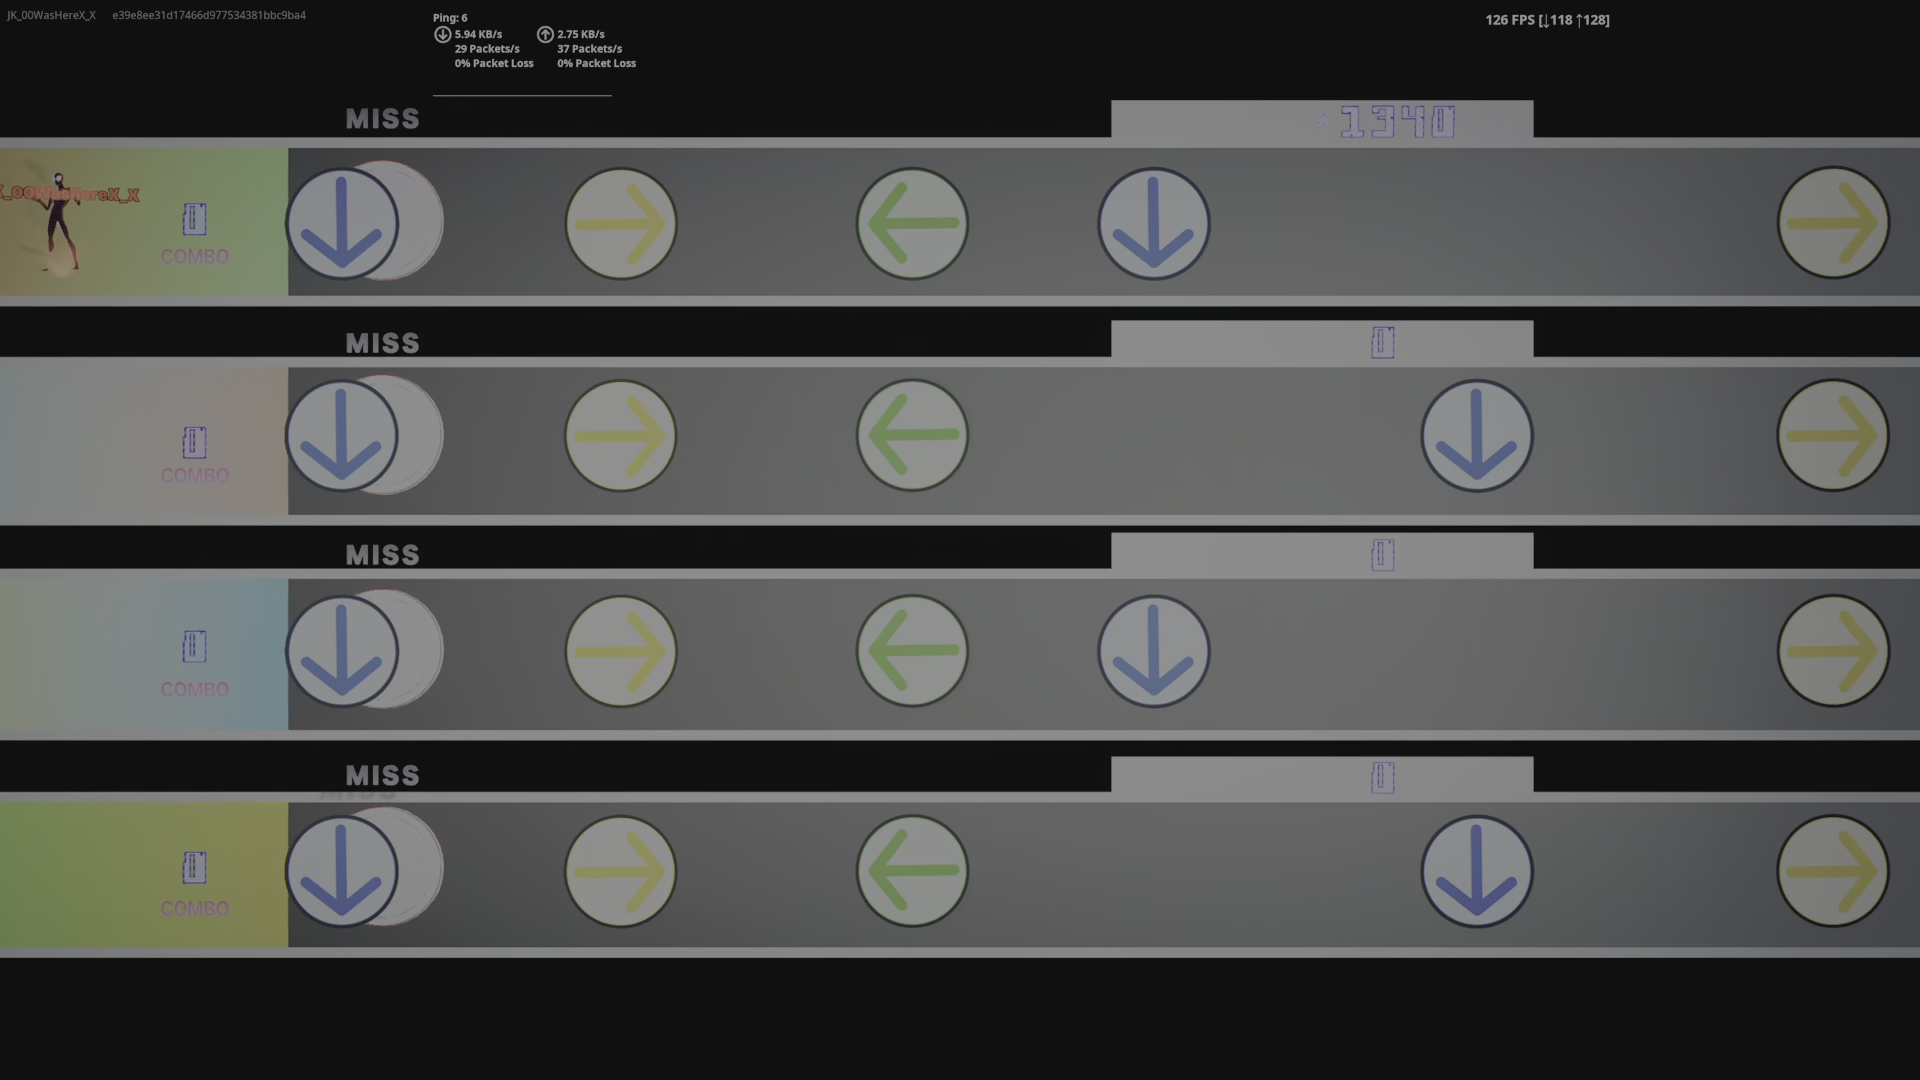 JK_00WasHereX_X e39e8ee31d17466d977534381bbc9ba4
Ping: 6
5.94 KB/s 2.75 KB/s
29 Packets/s 37 Packets/s
0% Packet Loss 0% Packet Loss
126 FPS [↓118 ↑128]
MISS
1340
_00WasHereX_X
0
COMBO
MISS
0
0
COMBO
MISS
0
0
COMBO
MISS
0
0
COMBO